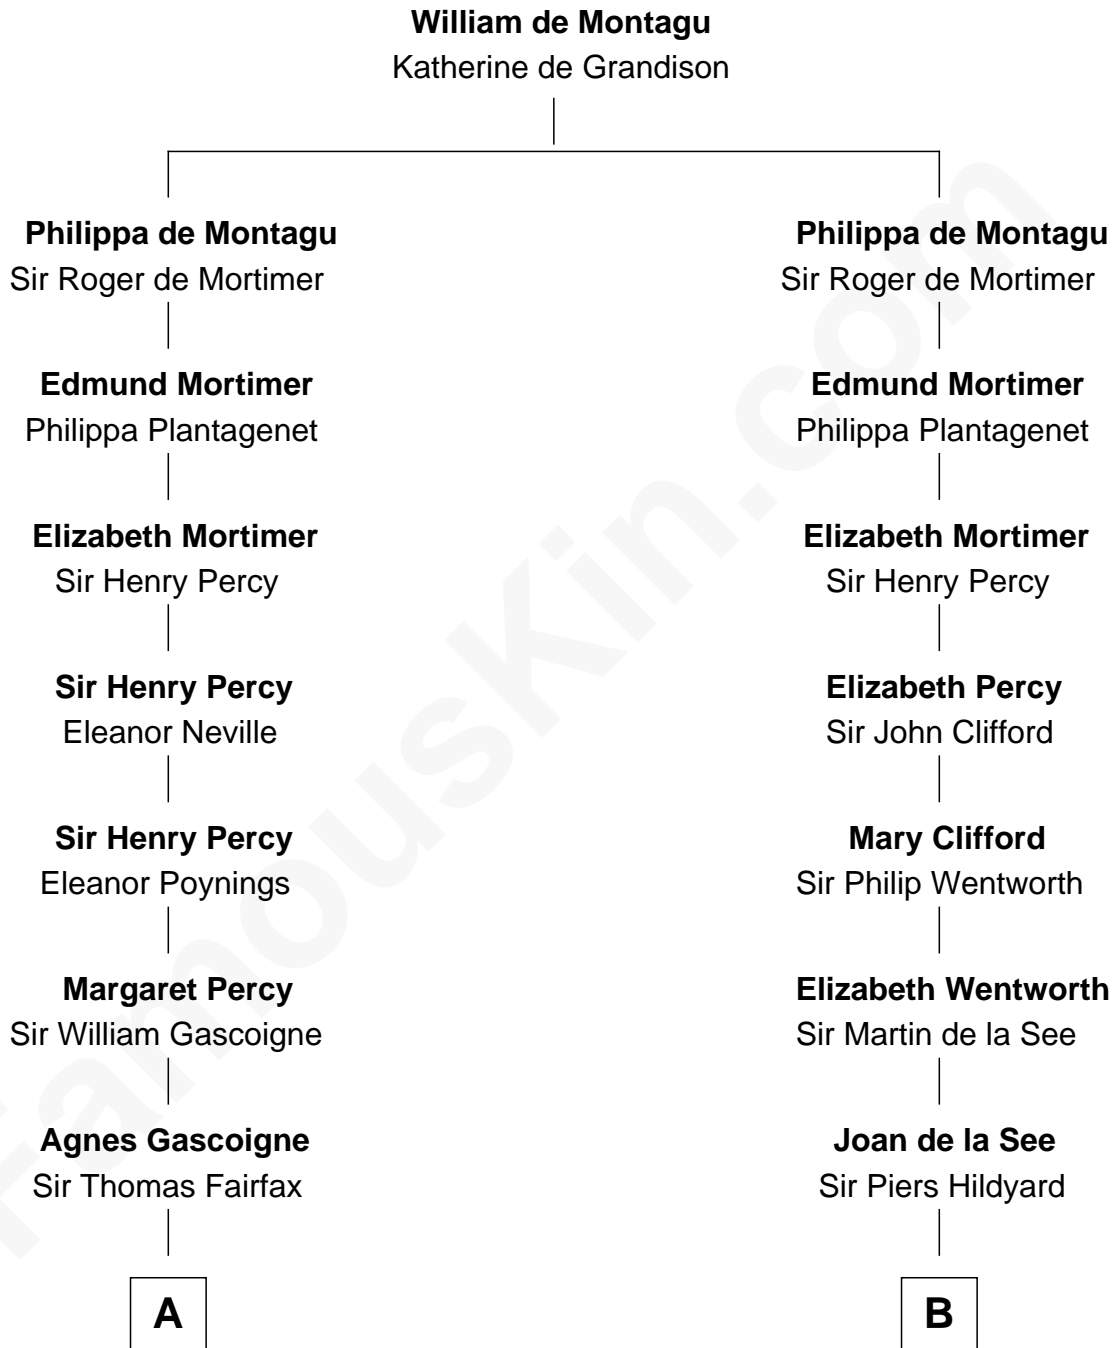 William de Montagu
Katherine de Grandison
Philippa de Montagu
Sir Roger de Mortimer
Philippa de Montagu
Sir Roger de Mortimer
Edmund Mortimer
Philippa Plantagenet
Edmund Mortimer
Philippa Plantagenet
Elizabeth Mortimer
Sir Henry Percy
Elizabeth Mortimer
Sir Henry Percy
Sir Henry Percy
Eleanor Neville
Elizabeth Percy
Sir John Clifford
Sir Henry Percy
Eleanor Poynings
Mary Clifford
Sir Philip Wentworth
Margaret Percy
Sir William Gascoigne
Elizabeth Wentworth
Sir Martin de la See
Agnes Gascoigne
Sir Thomas Fairfax
Joan de la See
Sir Piers Hildyard
A
B
FamousKin.com